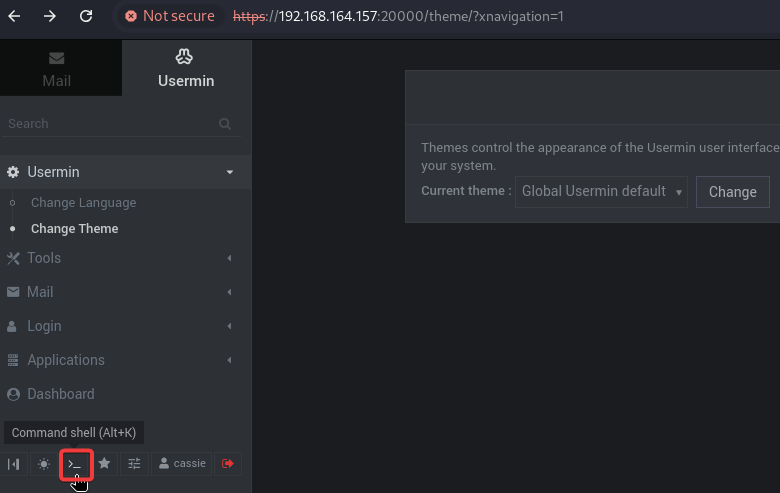 Not secure https://192.168.164.157:20000/theme/?xnavigation=1
Mail
Usermin
Search
Usermin
Change Language
Change Theme
Tools
Mail
Login
Applications
Dashboard
Command shell (Alt+K)
cassie
Themes control the appearance of the Usermin user interface
your system.
Current theme : Global Usermin default Change